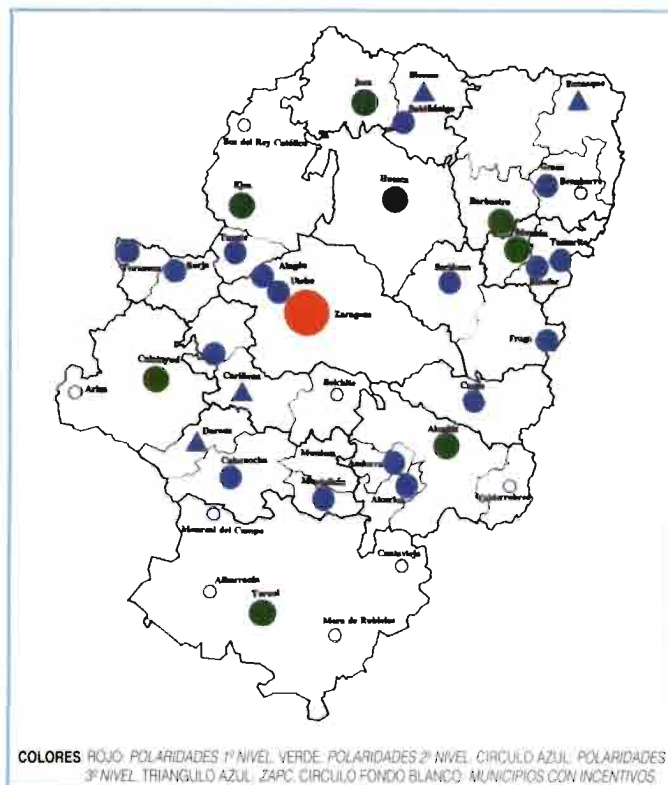 Jaca
Biescas
Benasque
Sabiñánigo
Sos del Rey Católico
Graus
Benabarre
Huesca
Ejea
Barbastro
Monzón
Tamarite
Binéfar
Tauste
Tarazona
Borja
Alagón
Utebo
Sariñena
Zaragoza
Fraga
Calatayud
Ariza
Cariñena
Belchite
Caspe
Alcañiz
Daroca
Calamocha
Muniesa
Andorra
Montalbán
Alcorisa
Valderrobres
Monreal del Campo
Cantavieja
Albarracín
Teruel
Mora de Rubielos
COLORES ROJO: POLARIDADES 1º NIVEL. VERDE: POLARIDADES 2º NIVEL. CIRCULO AZUL: POLARIDADES
3º NIVEL. TRIANGULO AZUL: ZAPC. CIRCULO FONDO BLANCO: MUNICIPIOS CON INCENTIVOS